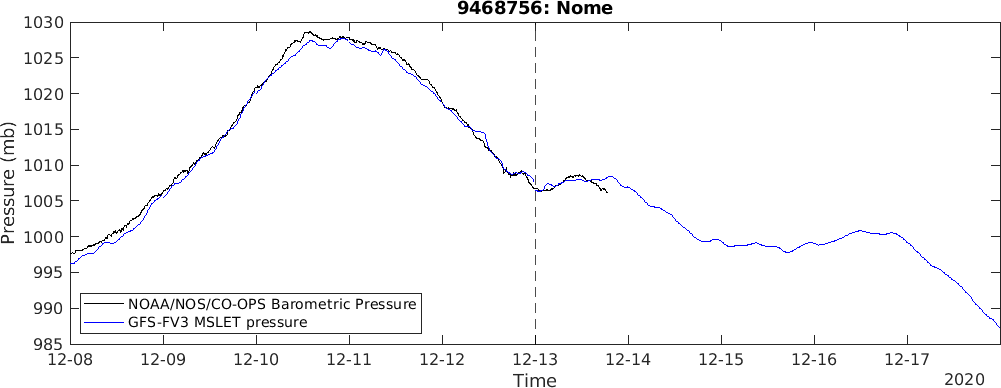 9468756: Nome
1030
1025
1020
1015
1010
1005
1000
995
990
985
Pressure (mb)
NOAA/NOS/CO-OPS Barometric Pressure
GFS-FV3 MSLET pressure
12-08 12-09 12-10 12-11 12-12 12-13 12-14 12-15 12-16 12-17
Time
2020